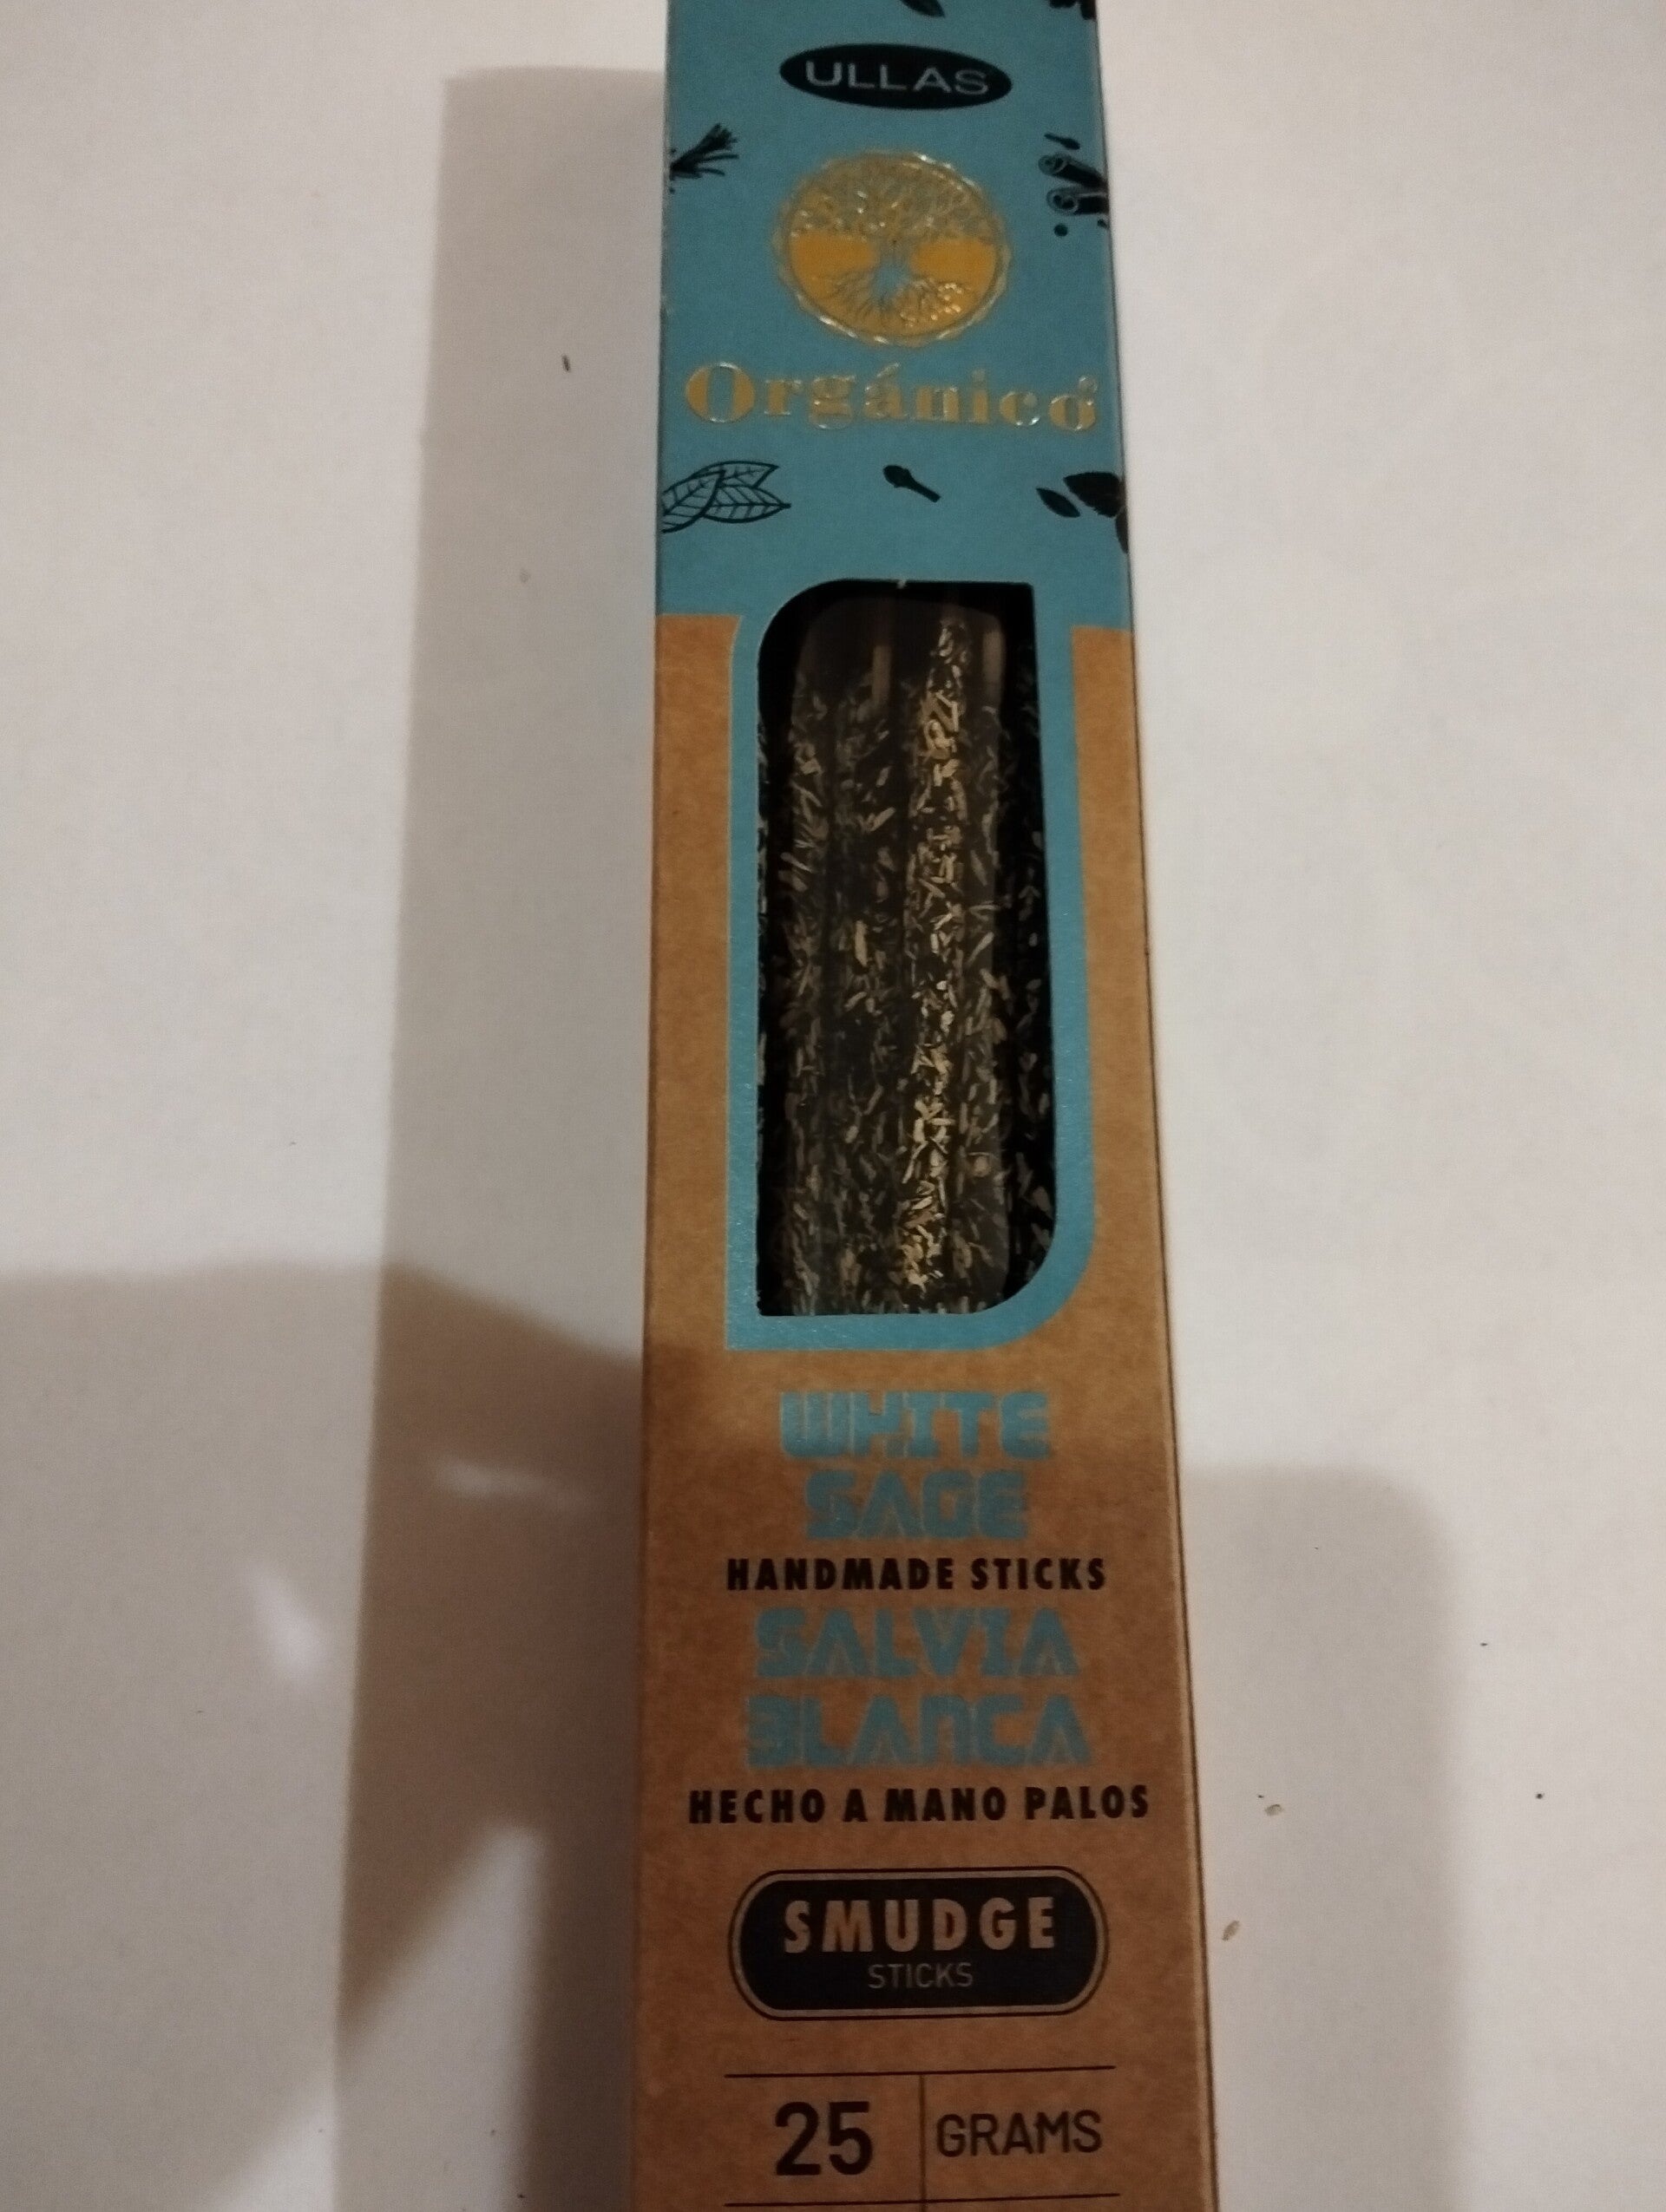 ULLAS
Orgánico®
WHITE
SAGE
HANDMADE STICKS
SALVIA
BLANCA
HECHO A MANO PALOS
SMUDGE
STICKS
25 GRAMS